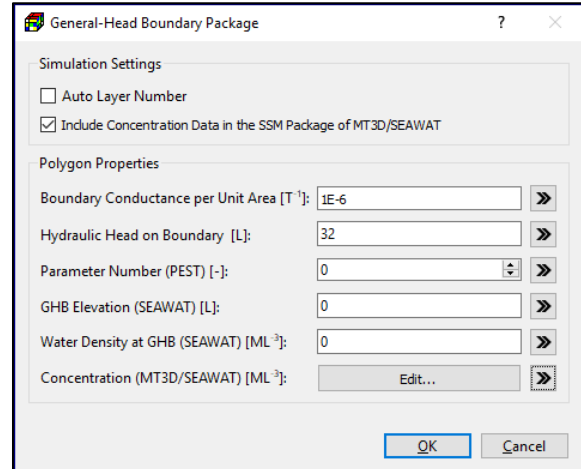 General-Head Boundary Package
?
Simulation Settings
Auto Layer Number
Include Concentration Data in the SSM Package of MT3D/SEAWAT
Polygon Properties
Boundary Conductance per Unit Area [T⁻¹]: 1E-6
Hydraulic Head on Boundary [L]: 32
Parameter Number (PEST) [-]: 0
GHB Elevation (SEAWAT) [L]: 0
Water Density at GHB (SEAWAT) [ML⁻³]: 0
Concentration (MT3D/SEAWAT) [ML⁻³]: Edit...
OK Cancel